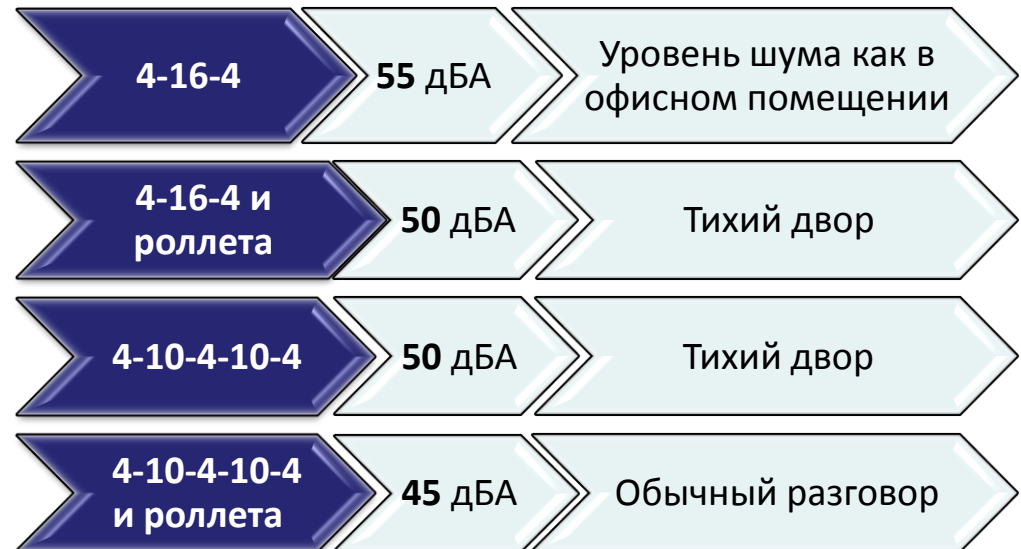 4-16-4
55 дБА
Уровень шума как в
офисном помещении
4-16-4 и
роллета
50 дБА
Тихий двор
4-10-4-10-4
50 дБА
Тихий двор
4-10-4-10-4
и роллета
45 дБА
Обычный разговор